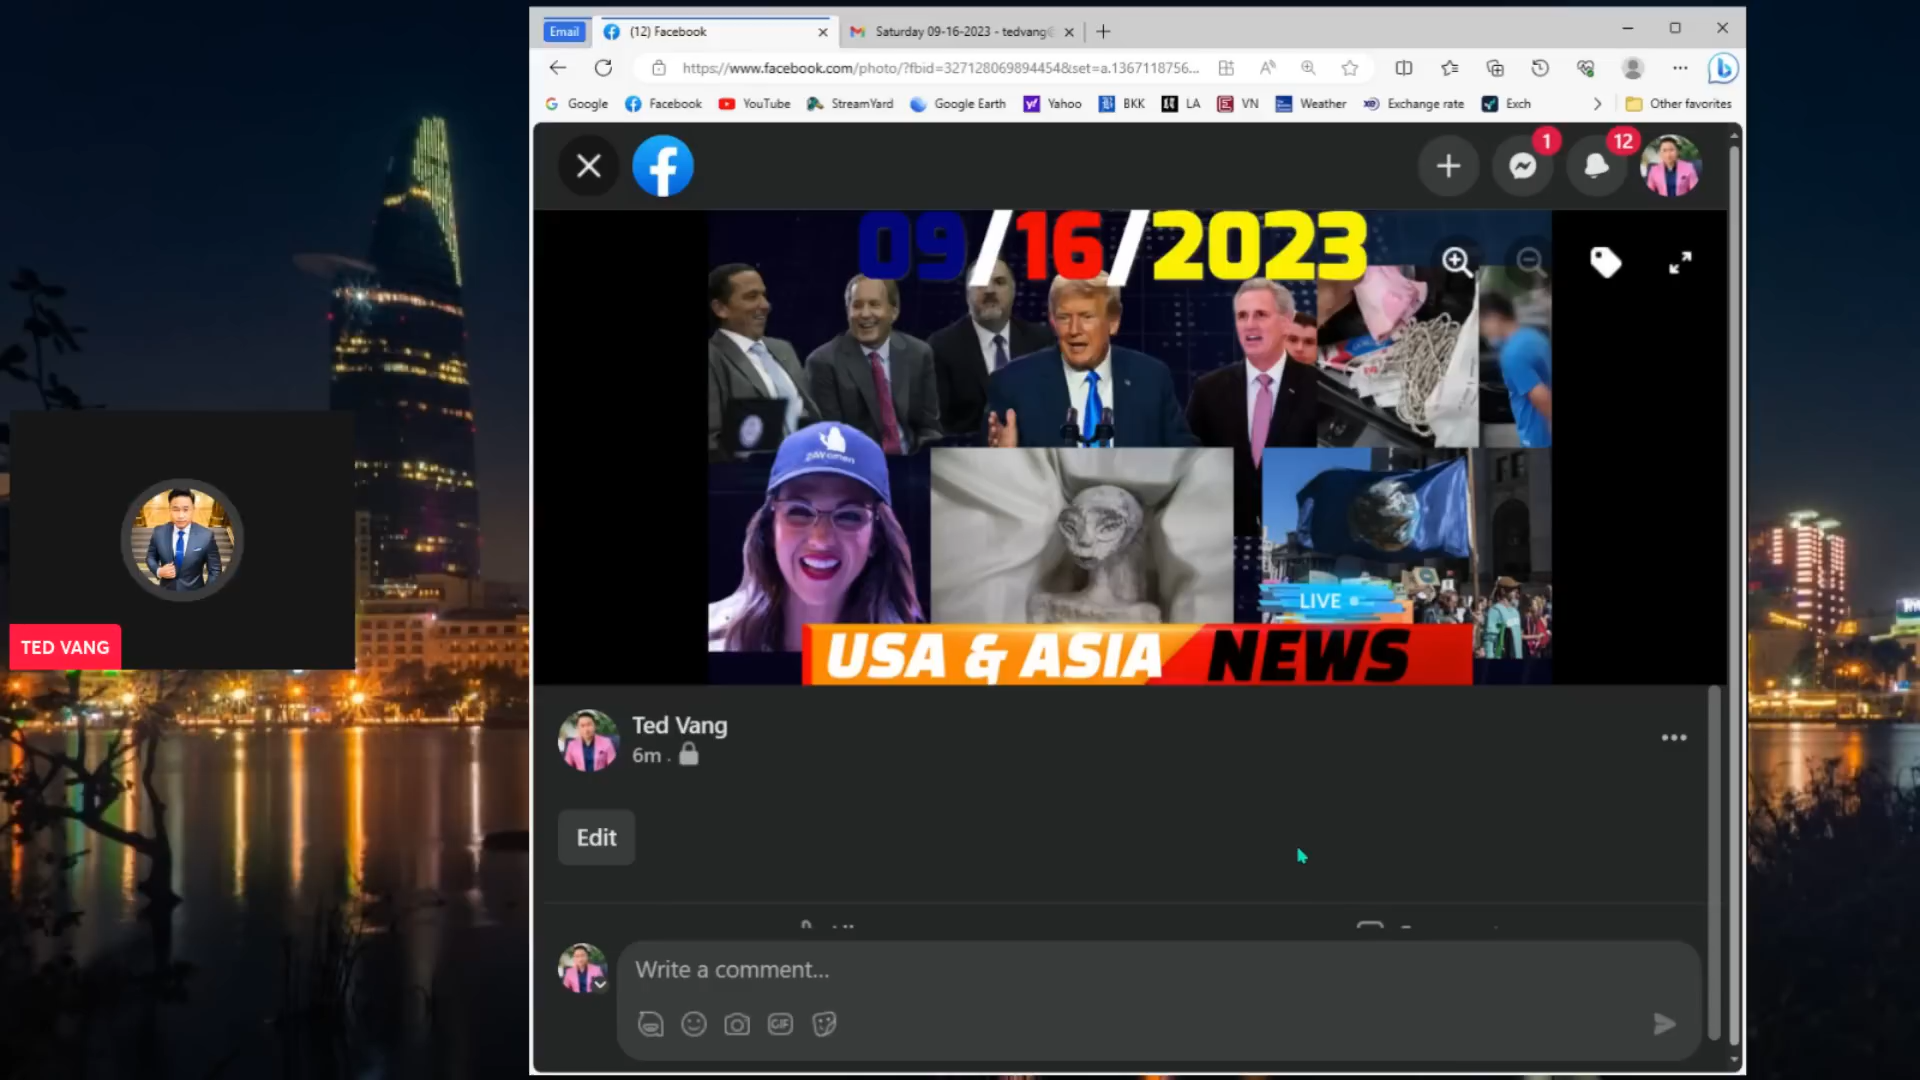 Email
(12) Facebook
Saturday 09-16-2023 - tedvang
https://www.facebook.com/photo/?fbid=327128069894454&set=a.1367118756...
Google
Facebook
YouTube
StreamYard
Google Earth
Yahoo
BKK
LA
VN
Weather
Exchange rate
Exch
Other favorites
1
12
09/16/2023
LIVE
USA & ASIA NEWS
TED VANG
Ted Vang
6m
Edit
Write a comment...
GIF